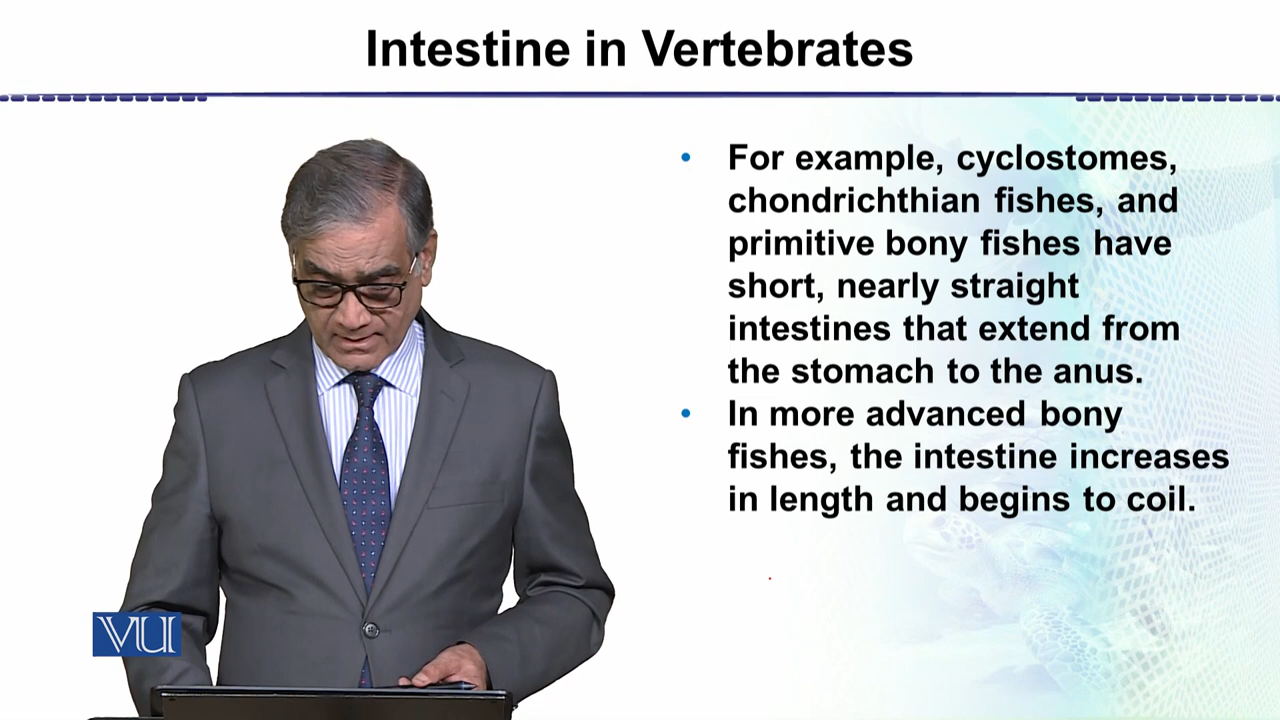 Intestine in Vertebrates
• For example, cyclostomes,
chondrichthian fishes, and
primitive bony fishes have
short, nearly straight
intestines that extend from
the stomach to the anus.
• In more advanced bony
fishes, the intestine increases
in length and begins to coil.
VU